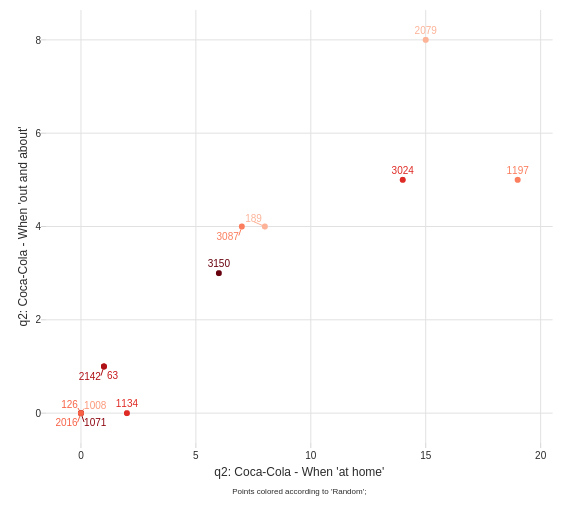 2079
8
q2: Coca-Cola - When 'out and about'
6
3024
1197
189
4
3087
3150
2
2142 63
126 1008 1134
0
2016 1071
0 5 10 15 20
q2: Coca-Cola - When 'at home'
Points colored according to 'Random';